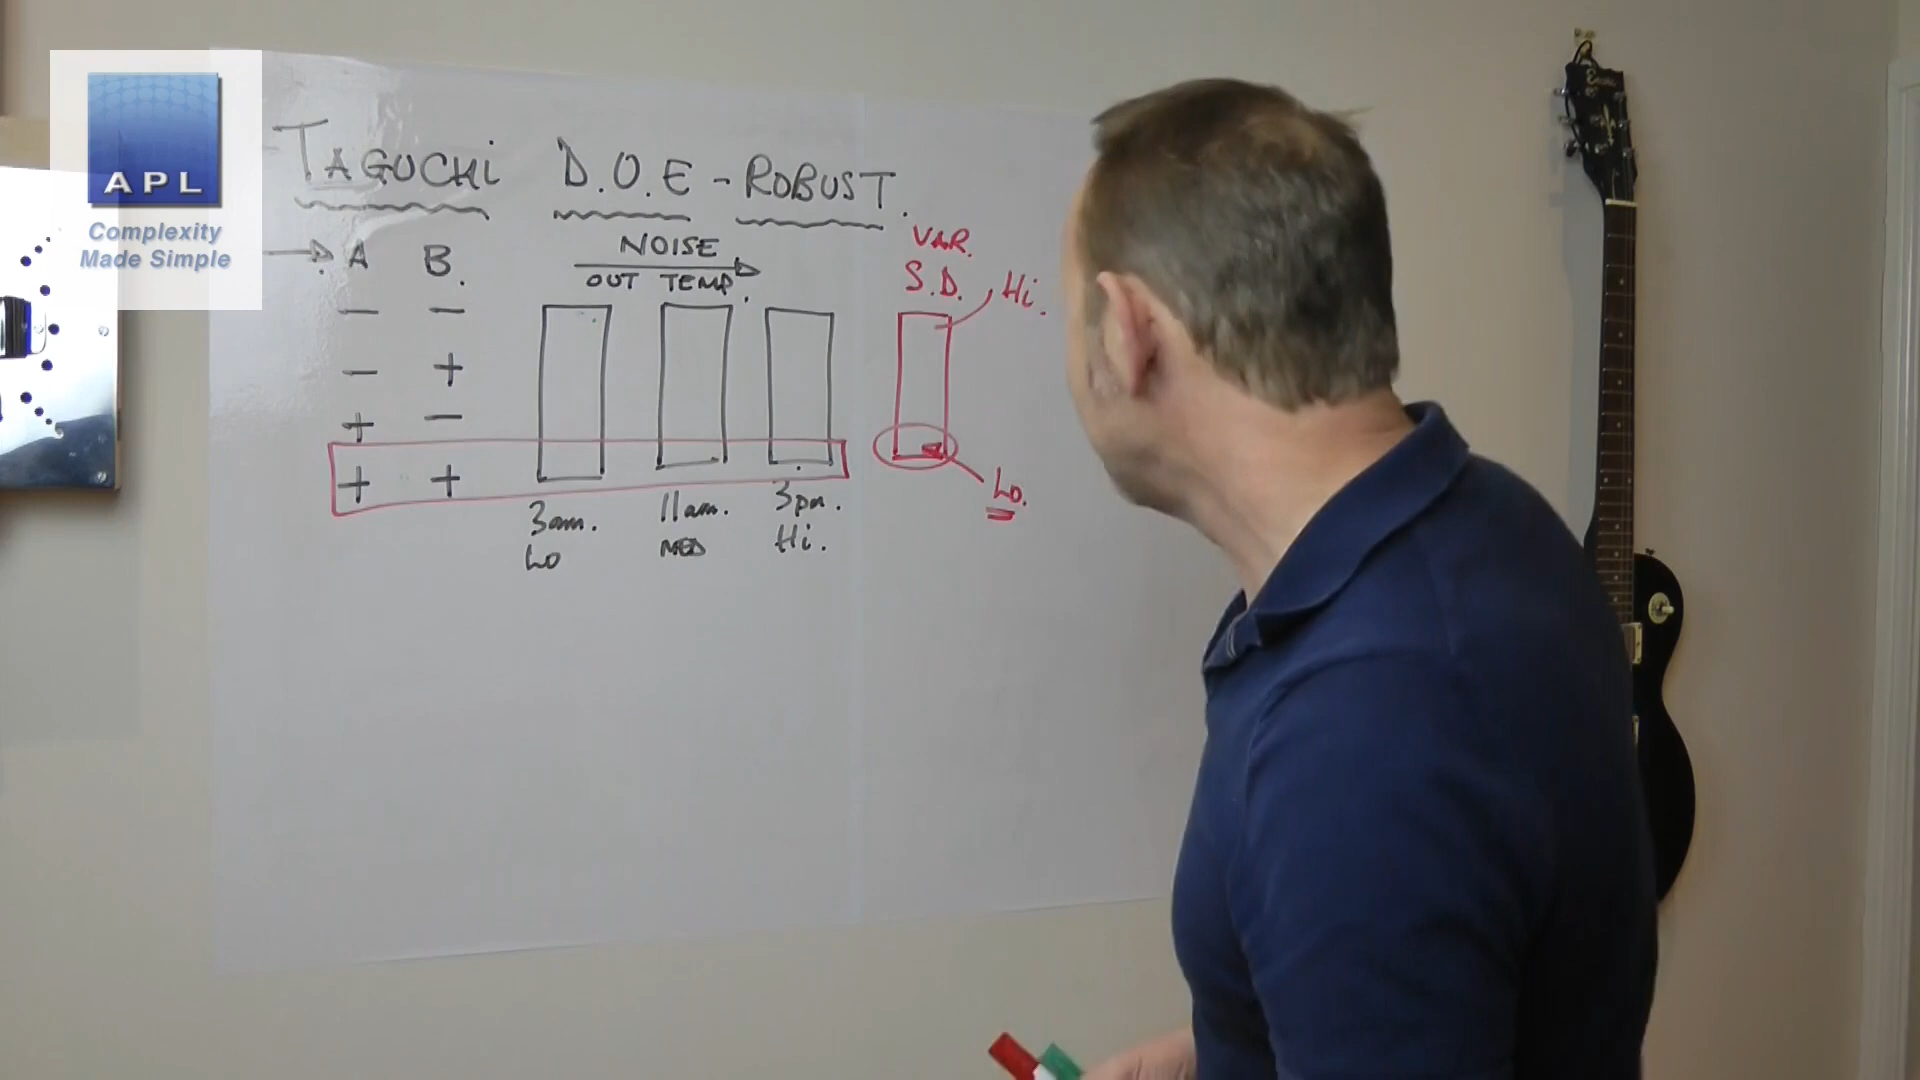 APL
Complexity
Made Simple
TAGUCHI D.O.E - ROBUST.
A B.
NOISE
OUT TEMP.
VAR.
S.D.
Hi.
- -
- +
+ -
+ +
Lo.
3am. 11am. 3pm.
Lo MED Hi.